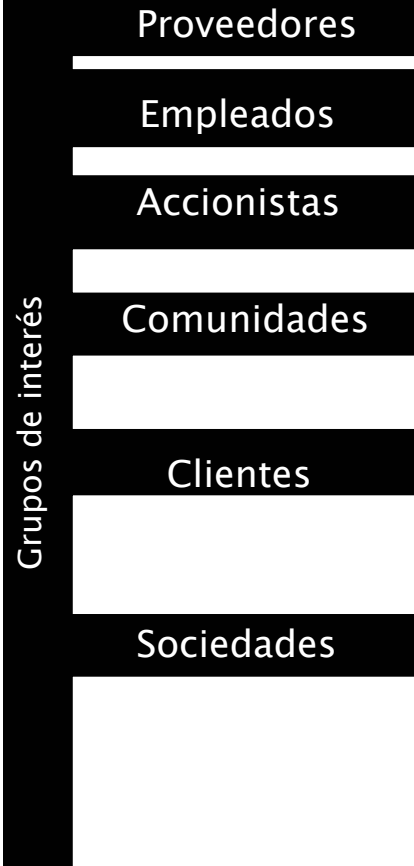 Proveedores
Empleados
Accionistas
Comunidades
Clientes
Sociedades
Grupos de interés